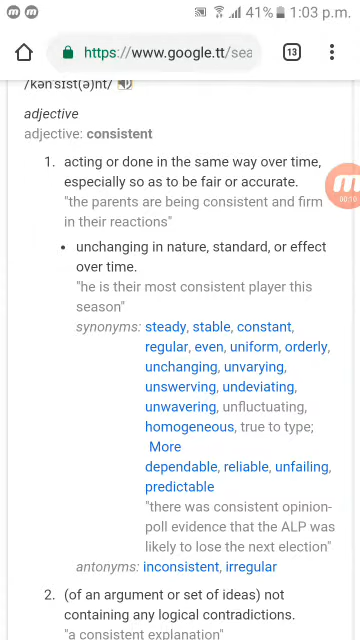 41% 1:03 p.m.
https://www.google.tt/sea
13
/kənˈsɪst(ə)nt/
adjective
adjective: consistent
1. acting or done in the same way over time,
especially so as to be fair or accurate.
"the parents are being consistent and firm
in their reactions"
00:10
• unchanging in nature, standard, or effect
over time.
"he is their most consistent player this
season"
synonyms: steady, stable, constant,
regular, even, uniform, orderly,
unchanging, unvarying,
unswerving, undeviating,
unwavering, unfluctuating,
homogeneous, true to type;
More
dependable, reliable, unfailing,
predictable
"there was consistent opinion-
poll evidence that the ALP was
likely to lose the next election"
antonyms: inconsistent, irregular
2. (of an argument or set of ideas) not
containing any logical contradictions.
"a consistent explanation"